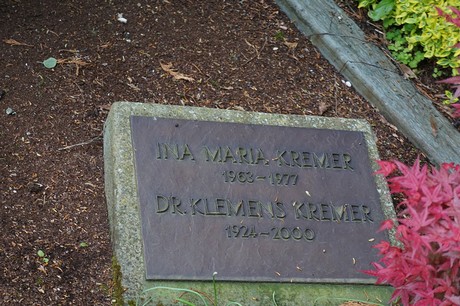 INA MARIA KREMER
1963-1977
DR. KLEMENS KREMER
1924-2000